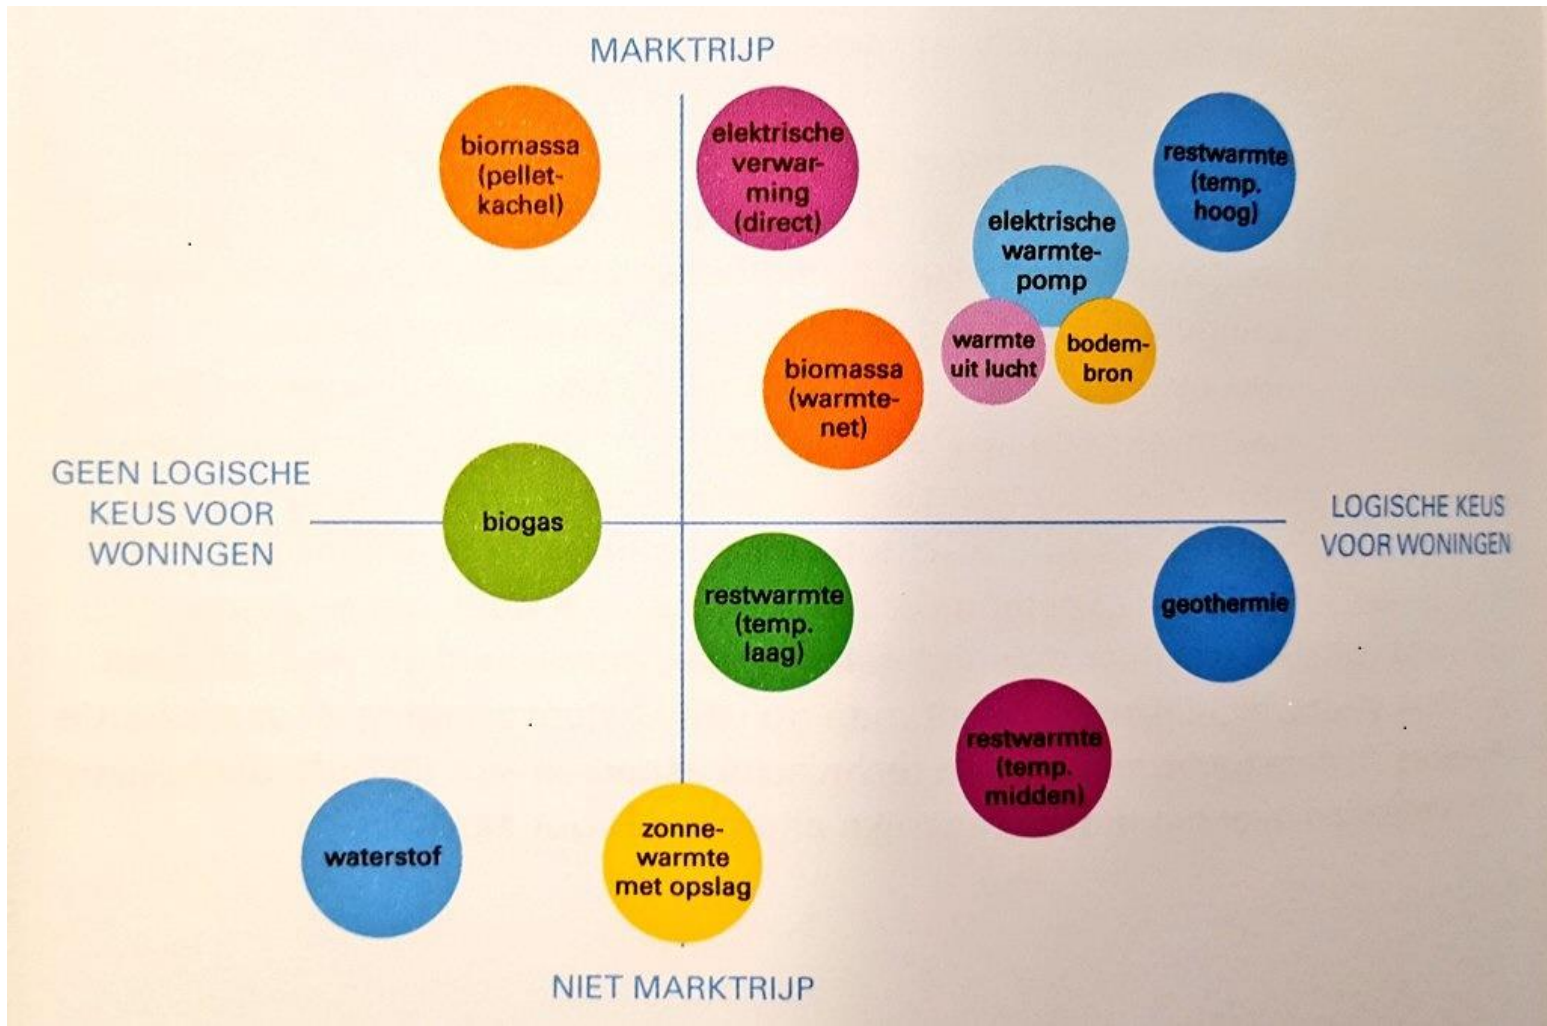 MARKTRIJP
biomassa
(pellet-
kachel)
elektrische
verwar-
ming
(direct)
restwarmte
(temp.
hoog)
elektrische
warmte-
pomp
warmte
uit lucht
bodem-
bron
biomassa
(warmte-
net)
GEEN LOGISCHE
KEUS VOOR
WONINGEN
biogas
LOGISCHE KEUS
VOOR WONINGEN
restwarmte
(temp.
laag)
geothermie
restwarmte
(temp.
midden)
waterstof
zonne-
warmte
met opslag
NIET MARKTRIJP